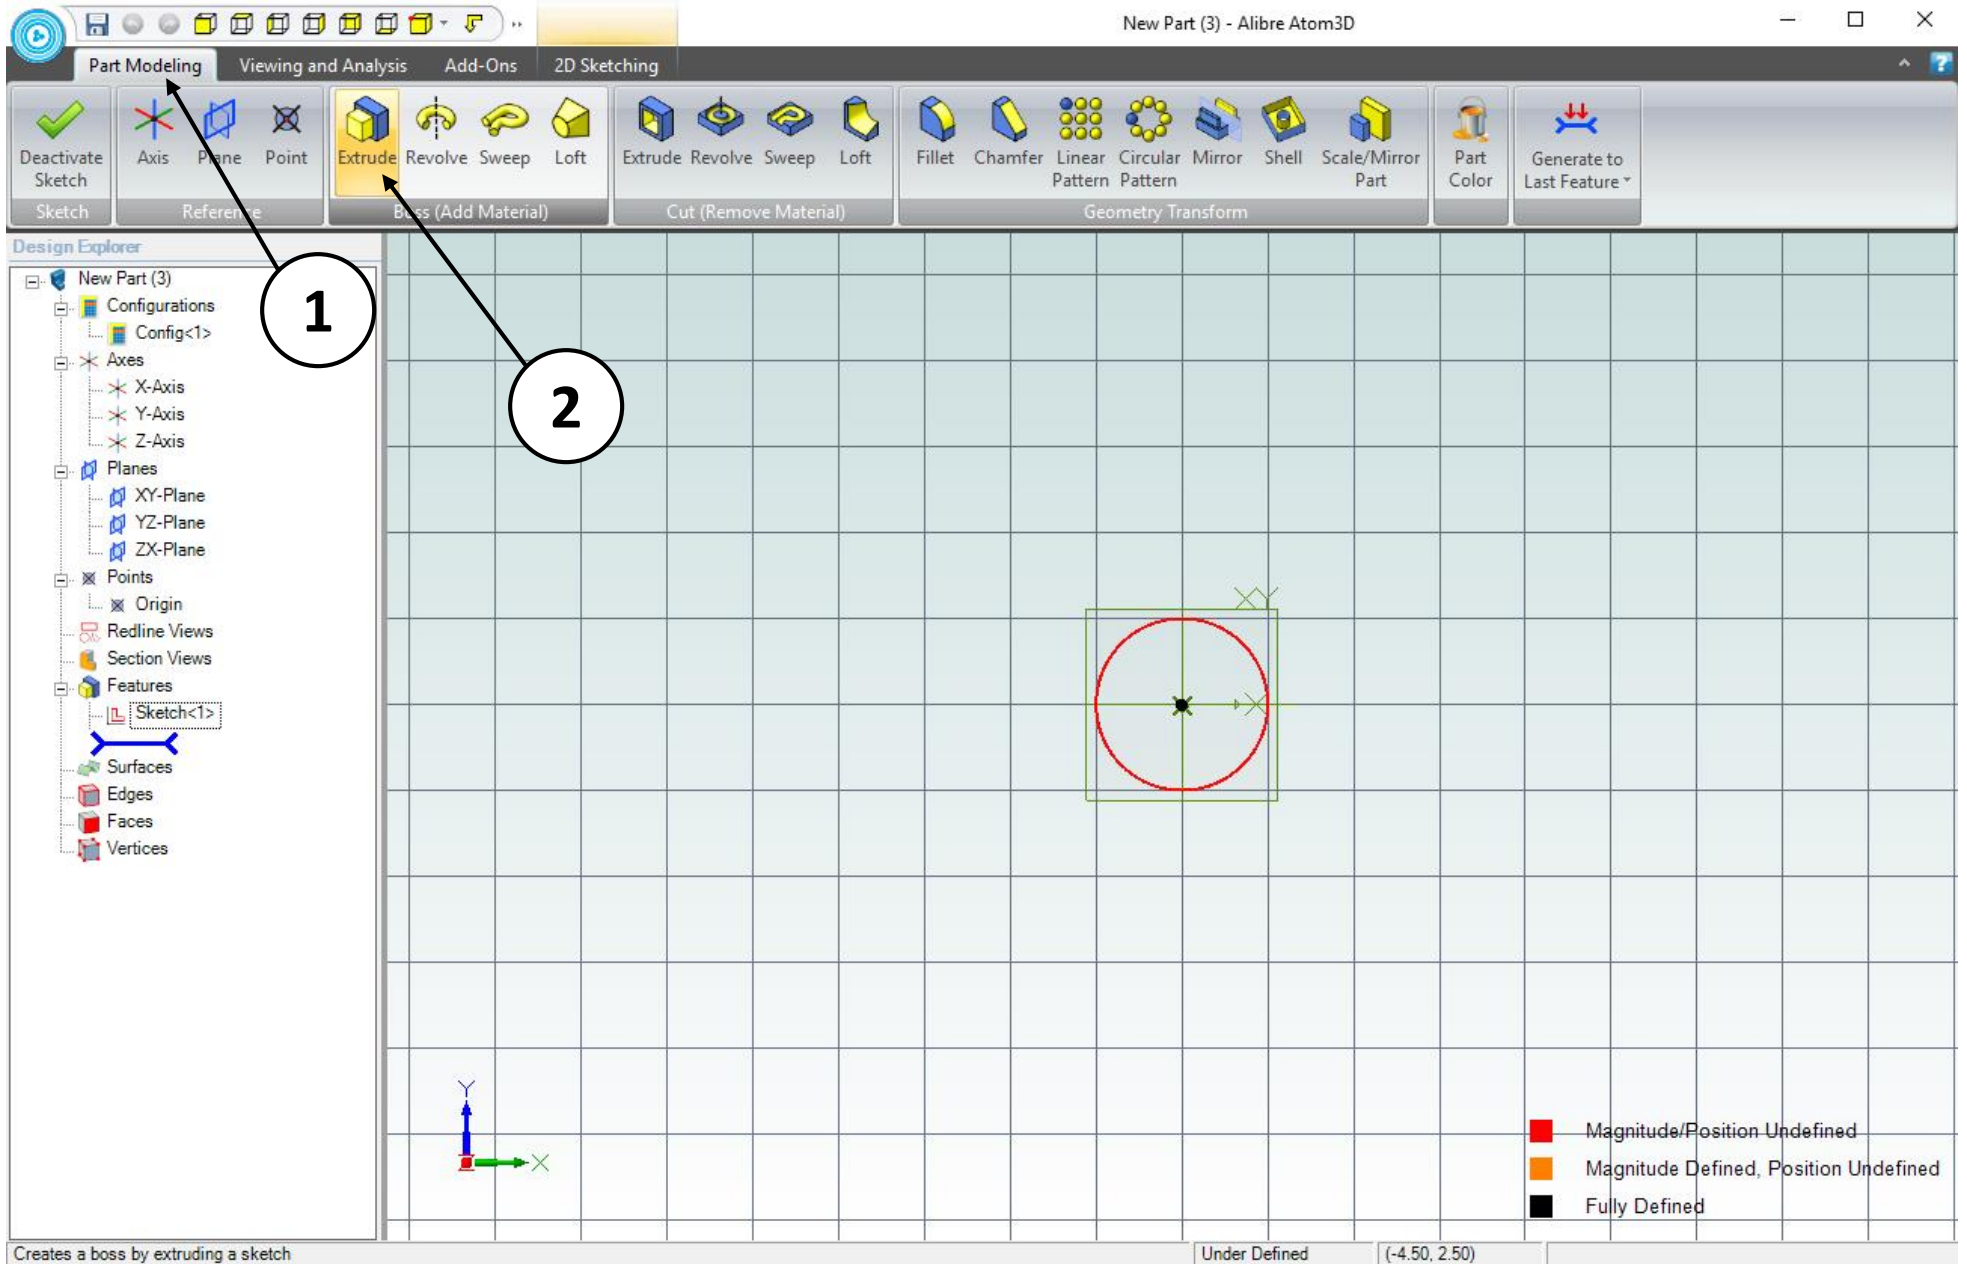 New Part (3) - Alibre Atom3D
Part Modeling Viewing and Analysis Add-Ons 2D Sketching
Deactivate Sketch
Axis Plane Point
Extrude Revolve Sweep Loft
Extrude Revolve Sweep Loft
Fillet Chamfer Linear Pattern Circular Pattern Mirror Shell Scale/Mirror Part
Part Color
Generate to Last Feature
Sketch Reference Boss (Add Material) Cut (Remove Material) Geometry Transform
Design Explorer
New Part (3)
Configurations
Config<1>
Axes
X-Axis
Y-Axis
Z-Axis
Planes
XY-Plane
YZ-Plane
ZX-Plane
Points
Origin
Redline Views
Section Views
Features
Sketch<1>
Surfaces
Edges
Faces
Vertices
1
2
XY
X
Y
X
Magnitude/Position Undefined
Magnitude Defined, Position Undefined
Fully Defined
Creates a boss by extruding a sketch
Under Defined
(-4.50, 2.50)